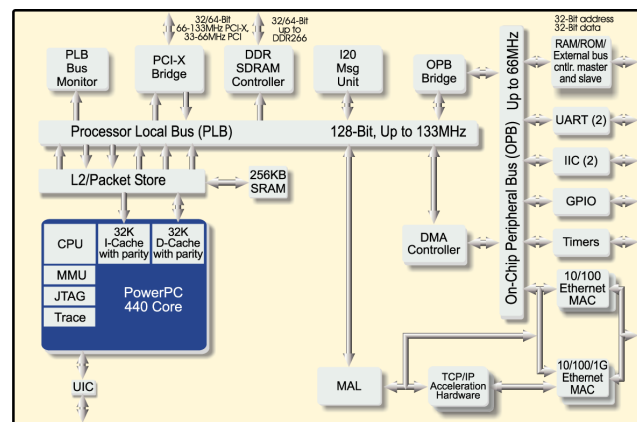 32/64-Bit
66-133MHz PCI-X,
33-66MHz PCI
32/64-Bit
up to
DDR266
32-Bit address
32-Bit data
PLB
Bus
Monitor
PCI-X
Bridge
DDR
SDRAM
Controller
I20
Msg
Unit
OPB
Bridge
RAM/ROM/
External bus
cntlr. master
and slave
Processor Local Bus (PLB)
128-Bit, Up to 133MHz
On-Chip Peripheral Bus (OPB) Up to 66MHz
UART (2)
L2/Packet Store
256KB
SRAM
IIC (2)
GPIO
CPU
32K
I-Cache
with parity
32K
D-Cache
with parity
DMA
Controller
Timers
MMU
JTAG
Trace
PowerPC
440 Core
10/100
Ethernet
MAC
UIC
MAL
TCP/IP
Acceleration
Hardware
10/100/1G
Ethernet
MAC